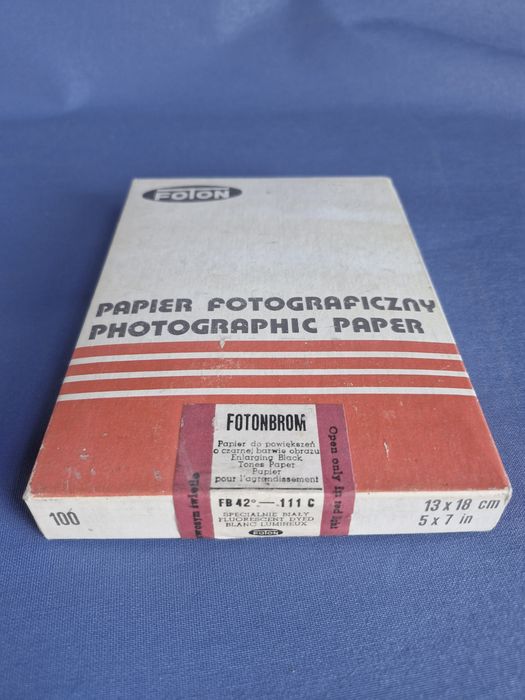 FOTON
PAPIER FOTOGRAFICZNY
PHOTOGRAPHIC PAPER
FOTONBROM
Papier do powiększeń
o czarnej barwie obrazu
Enlarging Black
Tones Paper
Papier
pour l'agrandissement
FB 42° — 111 C
SPECJALNIE BIAŁY
FLUORESCENT DYED
BLANC LUMINEUX
FOTON
Open only in red
świetle
100
13 x 18 cm
5 x 7 in